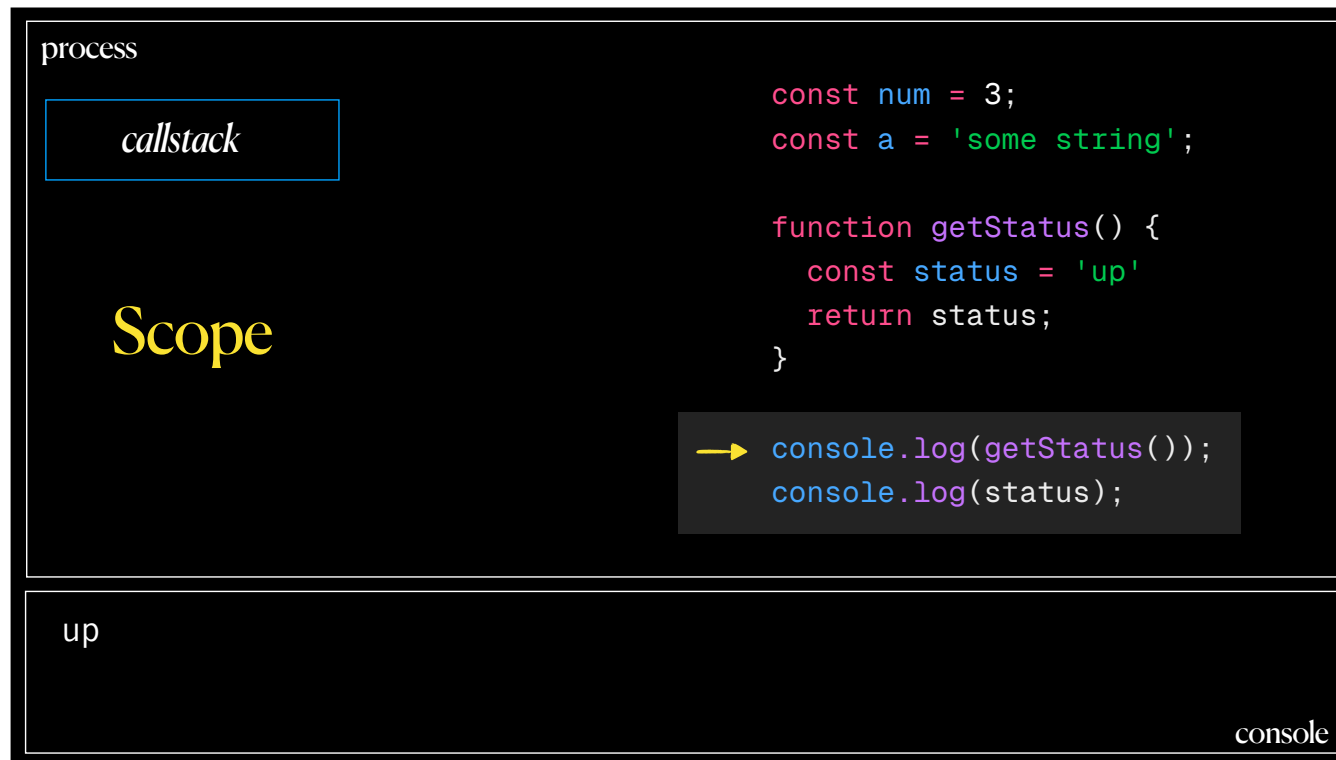 process
callstack
Scope
const num = 3;
const a = 'some string';
function getStatus() {
  const status = 'up'
  return status;
}
console.log(getStatus());
console.log(status);
up
console